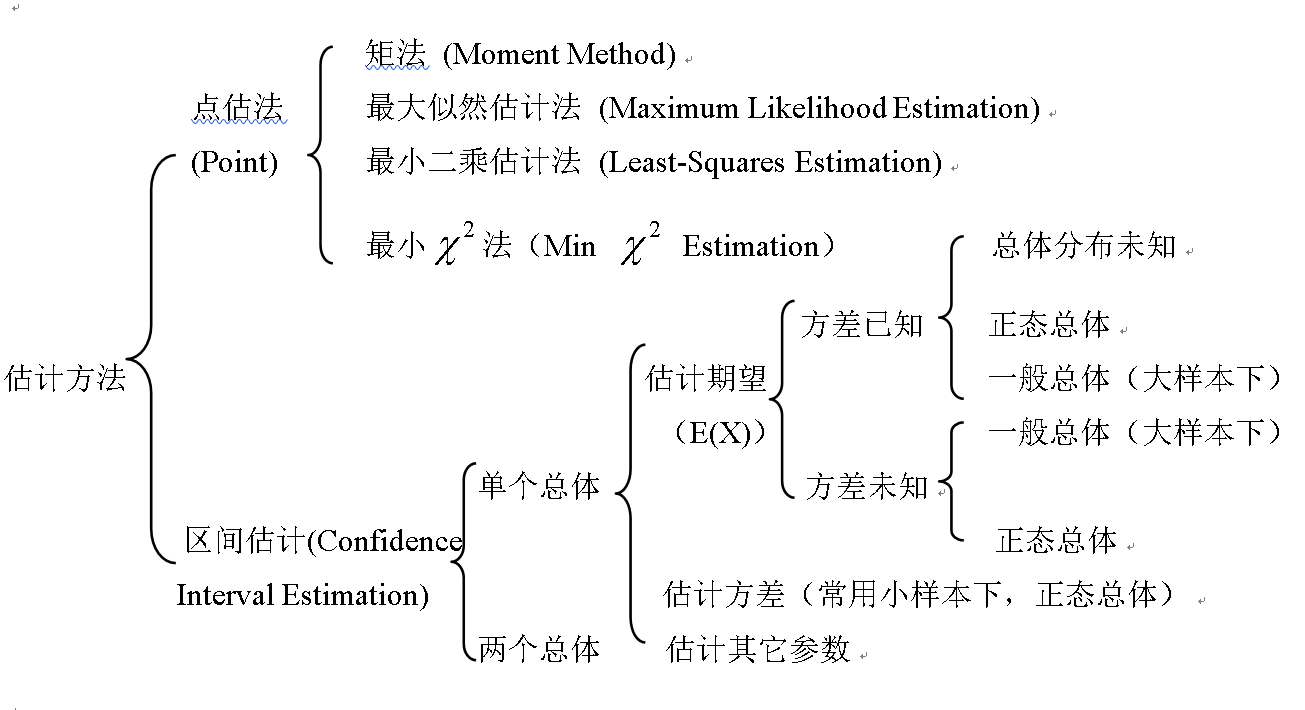 矩法 (Moment Method)
点估法
最大似然估计法 (Maximum Likelihood Estimation)
(Point)
最小二乘估计法 (Least-Squares Estimation)
最小 χ² 法（Min χ² Estimation）
总体分布未知
方差已知
正态总体
估计方法
估计期望
一般总体（大样本下）
（E(X)）
一般总体（大样本下）
单个总体
方差未知
区间估计(Confidence
正态总体
Interval Estimation)
估计方差（常用小样本下，正态总体）
两个总体
估计其它参数